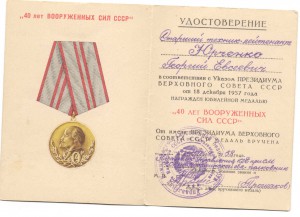 "40 лет ВООРУЖЕННЫХ СИЛ СССР"
40
УДОСТОВЕРЕНИЕ
Старший техник-лейтенант
Юрченко
Георгий
в соответствии с Указом ПРЕЗИДИУМА
ВЕРХОВНОГО СОВЕТА СССР
от 18 декабря 1957 года
НАГРАЖДЕН ЮБИЛЕЙНОЙ МЕДАЛЬЮ
"40 ЛЕТ ВООРУЖЕННЫХ
СИЛ СССР"
От имени ПРЕЗИДИУМА ВЕРХОВНОГО
СОВЕТА СССР МЕДАЛЬ ВРУЧЕНА